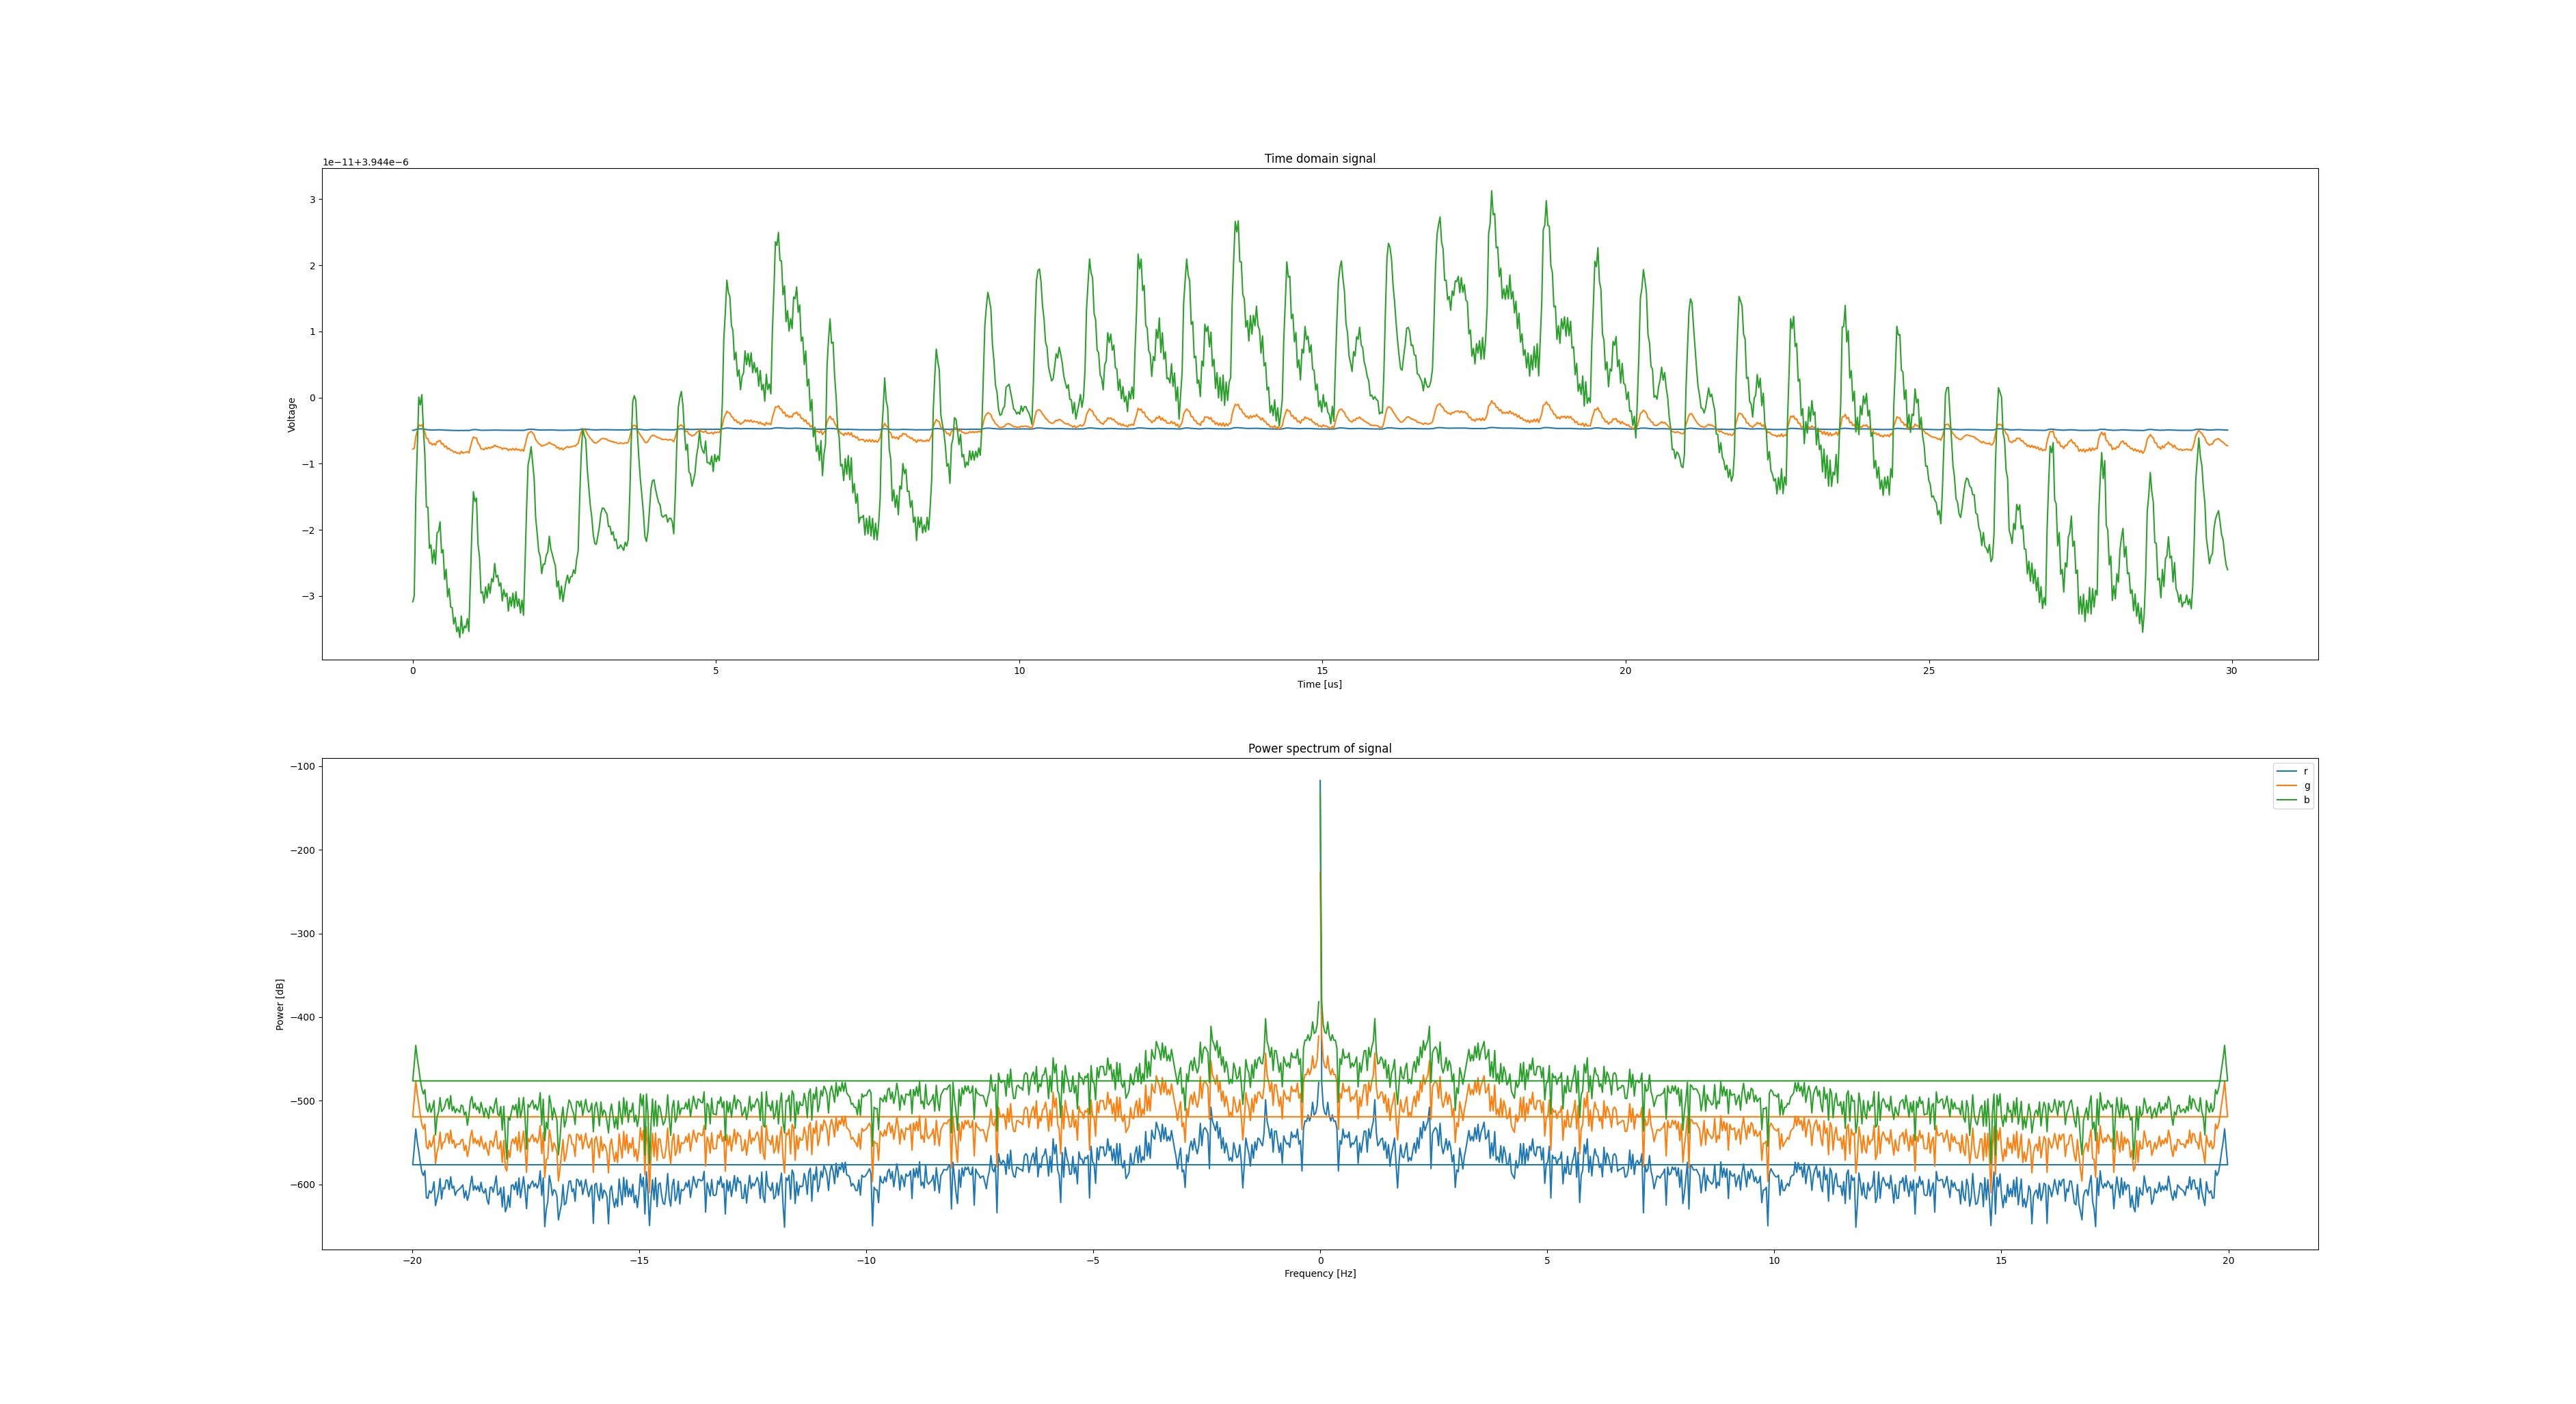 Time domain signal
1e−11+3.944e−6
3
2
1
0
−1
−2
−3
Voltage
0 5 10 15 20 25 30
Time [us]
Power spectrum of signal
−100
−200
−300
−400
−500
−600
Power [dB]
r
g
b
−20 −15 −10 −5 0 5 10 15 20
Frequency [Hz]